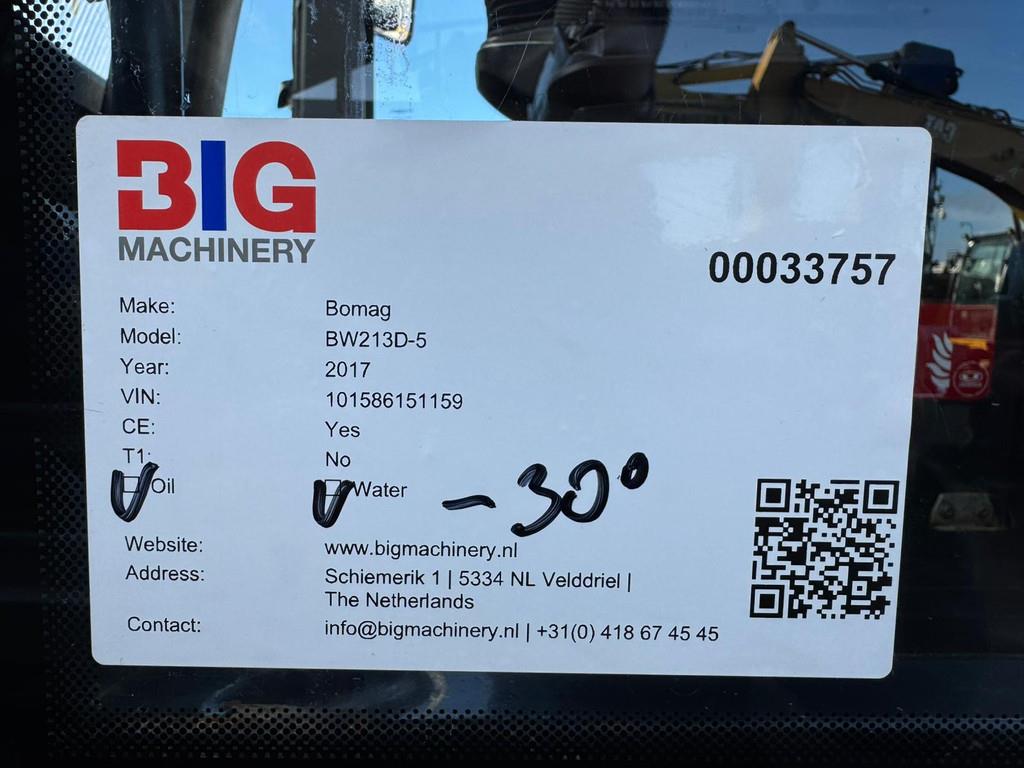 BIG
MACHINERY
00033757
Make: Bomag
Model: BW213D-5
Year: 2017
VIN: 101586151159
CE: Yes
T1: No
Oil Water -30°
Website: www.bigmachinery.nl
Address: Schiemerik 1 | 5334 NL Velddriel |
The Netherlands
Contact: info@bigmachinery.nl | +31(0) 418 67 45 45
CAT